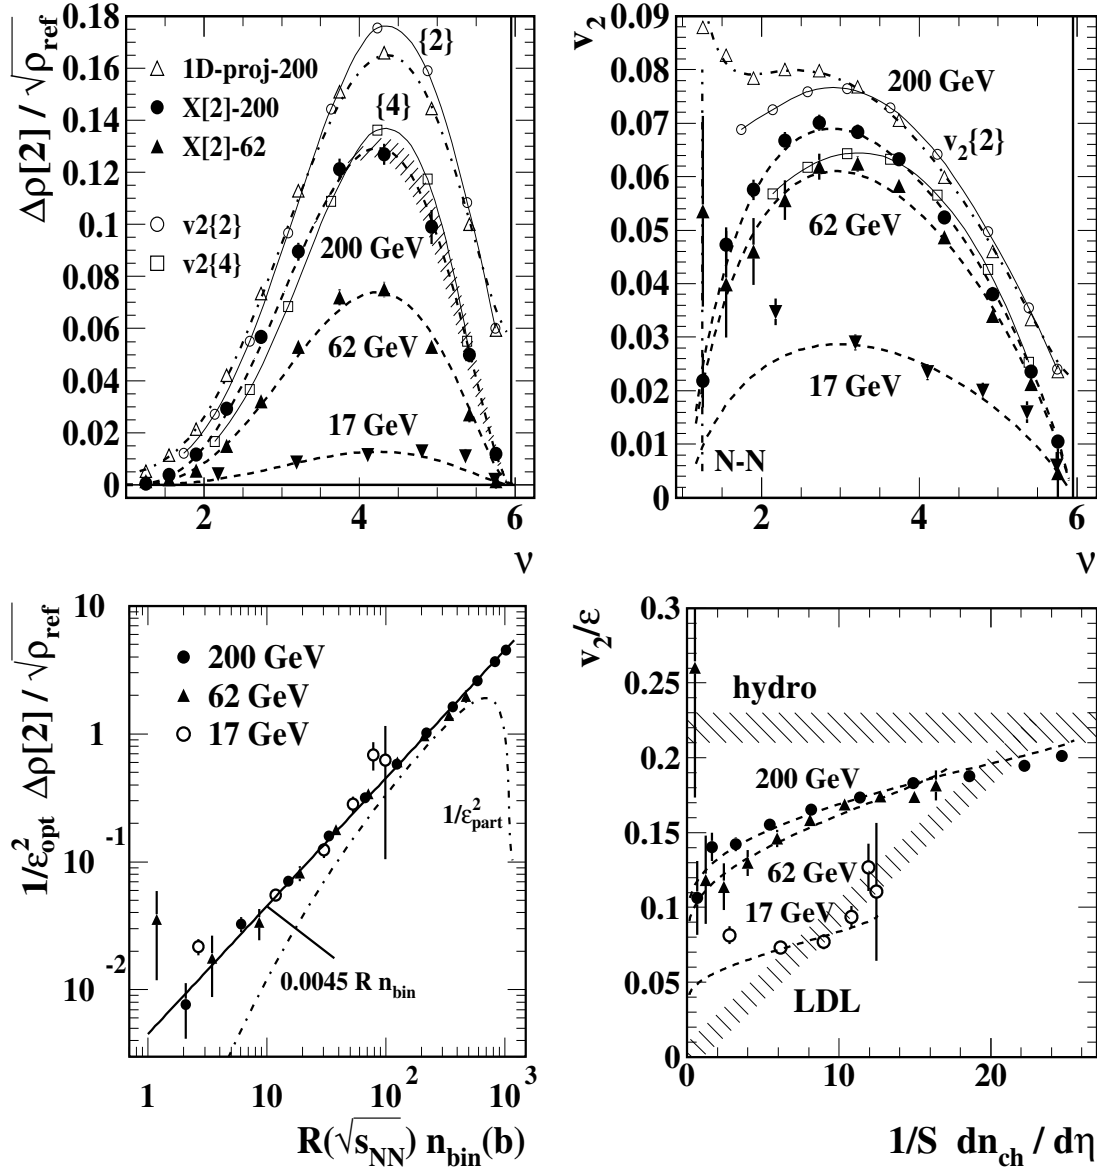 Δρ[2] / √ρref
0.18
0.16
0.14
0.12
0.1
0.08
0.06
0.04
0.02
0
2
4
6
ν
1D-proj-200
X[2]-200
X[2]-62
v2{2}
v2{4}
{2}
{4}
200 GeV
62 GeV
17 GeV
v2
0.09
0.08
0.07
0.06
0.05
0.04
0.03
0.02
0.01
0
2
4
6
ν
200 GeV
v2{2}
62 GeV
17 GeV
N-N
1/ε²opt Δρ[2] / √ρref
10
1
10⁻¹
10⁻²
1
10
10²
10³
R(√sNN) nbin(b)
200 GeV
62 GeV
17 GeV
1/ε²part
0.0045 R nbin
v2/ε
0.3
0.25
0.2
0.15
0.1
0.05
0
0
10
20
1/S dnch / dη
hydro
200 GeV
62 GeV
17 GeV
LDL